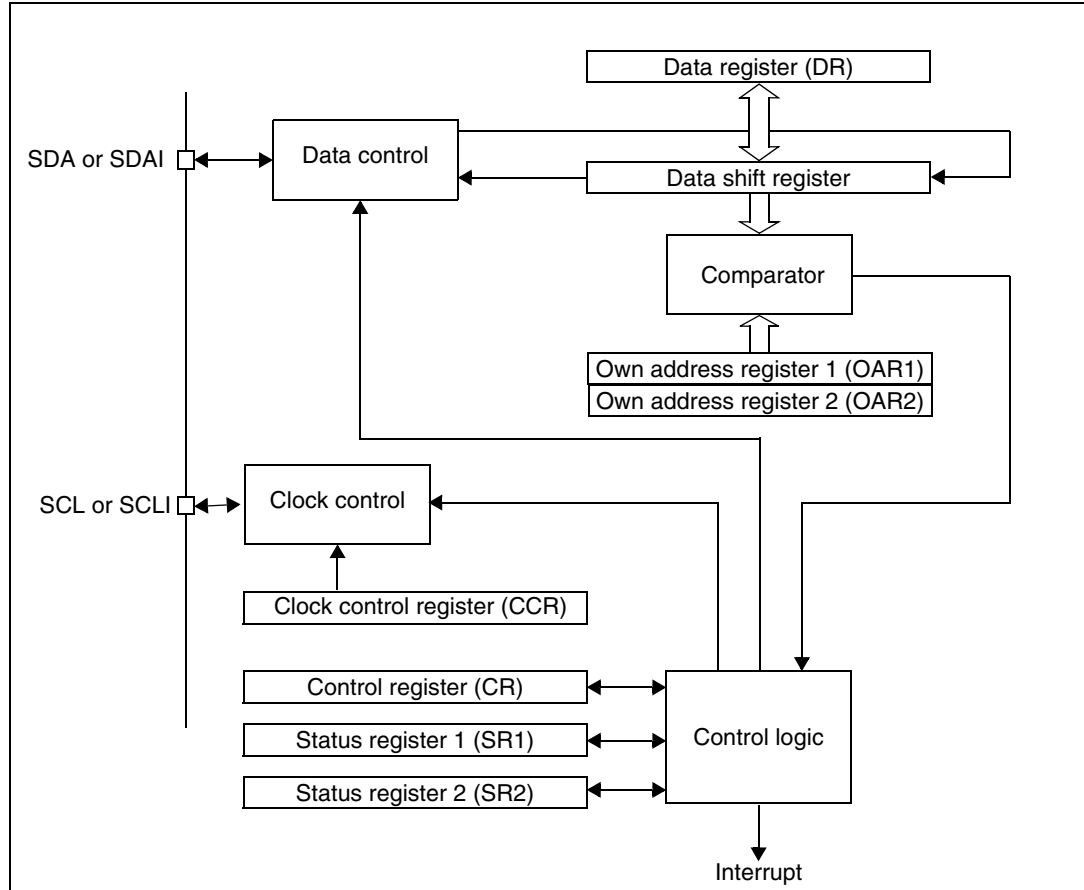 Data register (DR)
SDA or SDAI
Data control
Data shift register
Comparator
Own address register 1 (OAR1)
Own address register 2 (OAR2)
SCL or SCLI
Clock control
Clock control register (CCR)
Control register (CR)
Status register 1 (SR1)
Control logic
Status register 2 (SR2)
Interrupt